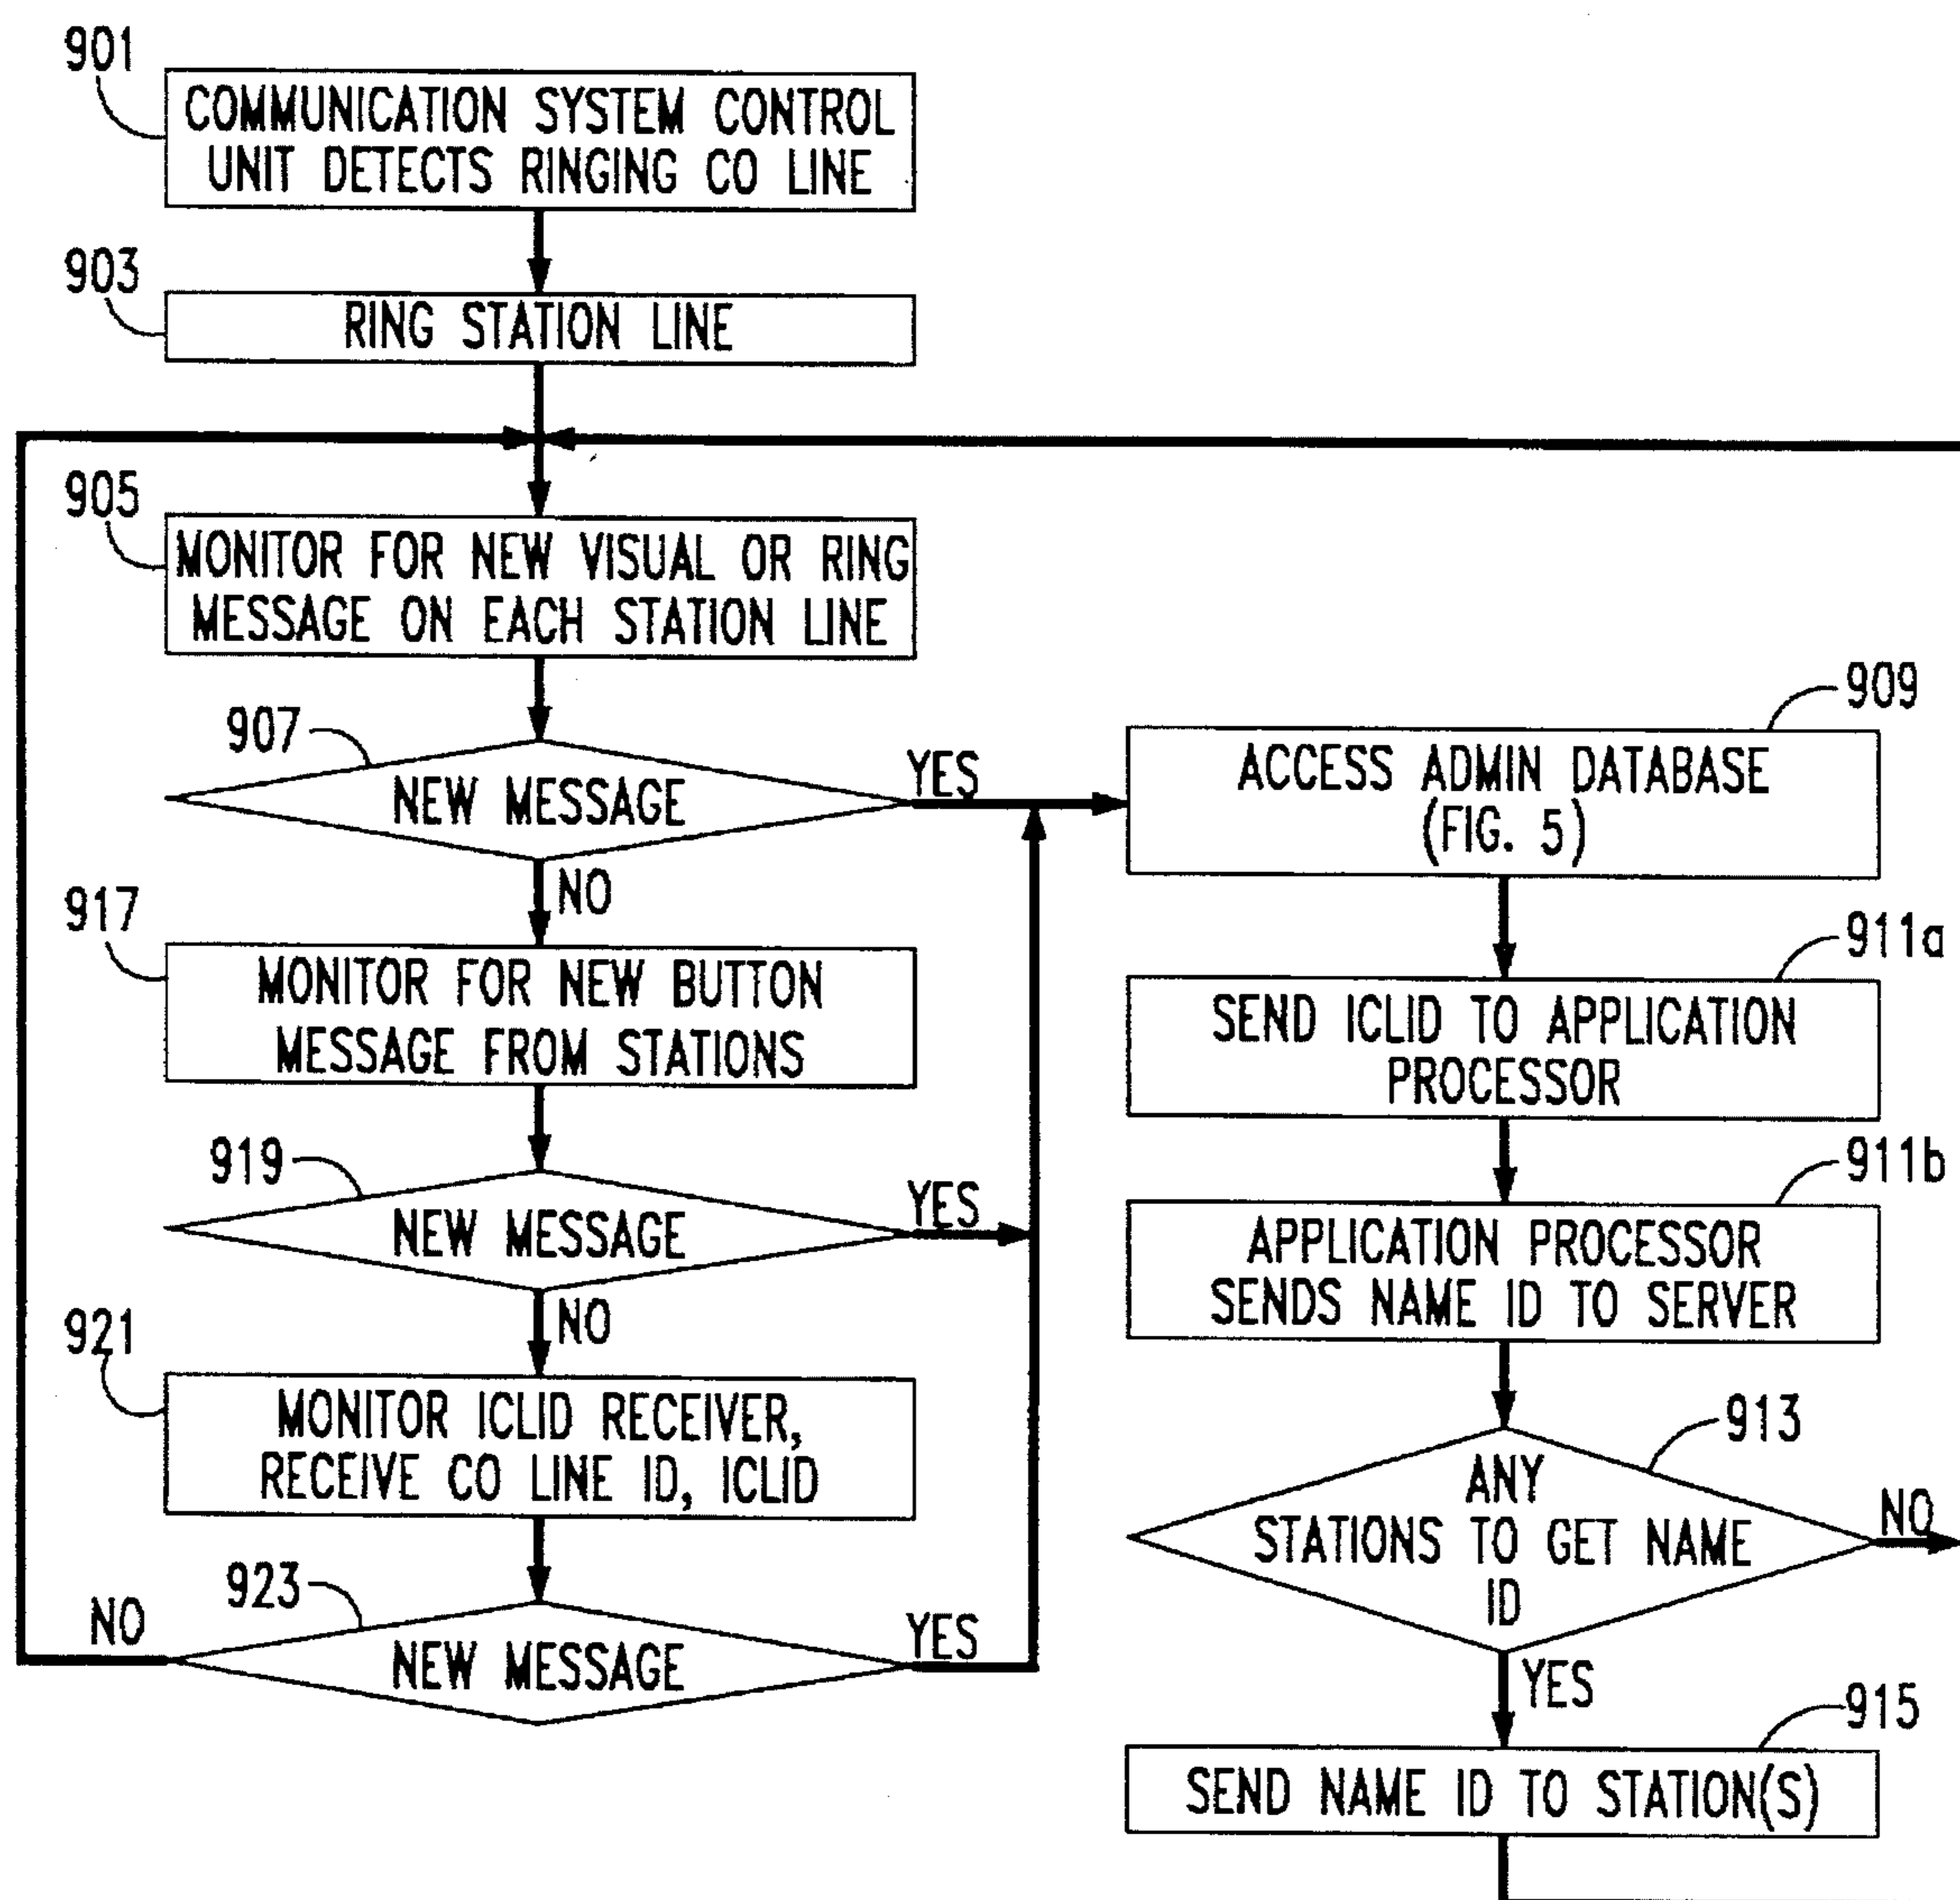 901
COMMUNICATION SYSTEM CONTROL
UNIT DETECTS RINGING CO LINE
903
RING STATION LINE
905
MONITOR FOR NEW VISUAL OR RING
MESSAGE ON EACH STATION LINE
907
NEW MESSAGE
YES
NO
917
MONITOR FOR NEW BUTTON
MESSAGE FROM STATIONS
919
NEW MESSAGE
YES
NO
921
MONITOR ICLID RECEIVER,
RECEIVE CO LINE ID, ICLID
923
NO
NEW MESSAGE
YES
909
ACCESS ADMIN DATABASE
(FIG. 5)
911a
SEND ICLID TO APPLICATION
PROCESSOR
911b
APPLICATION PROCESSOR
SENDS NAME ID TO SERVER
913
ANY
STATIONS TO GET NAME
ID
NO
YES
915
SEND NAME ID TO STATION(S)